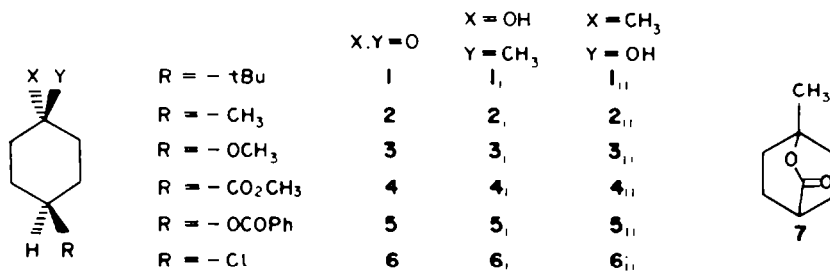 X Y
H R
X.Y=O X=OH Y=CH₃ X=CH₃ Y=OH
R = -tBu 1 1ᵢ 1ᵢᵢ
R = -CH₃ 2 2ᵢ 2ᵢᵢ
R = -OCH₃ 3 3ᵢ 3ᵢᵢ
R = -CO₂CH₃ 4 4ᵢ 4ᵢᵢ
R = -OCOPh 5 5ᵢ 5ᵢᵢ
R = -Cl 6 6ᵢ 6ᵢᵢ
CH₃
O
O
7